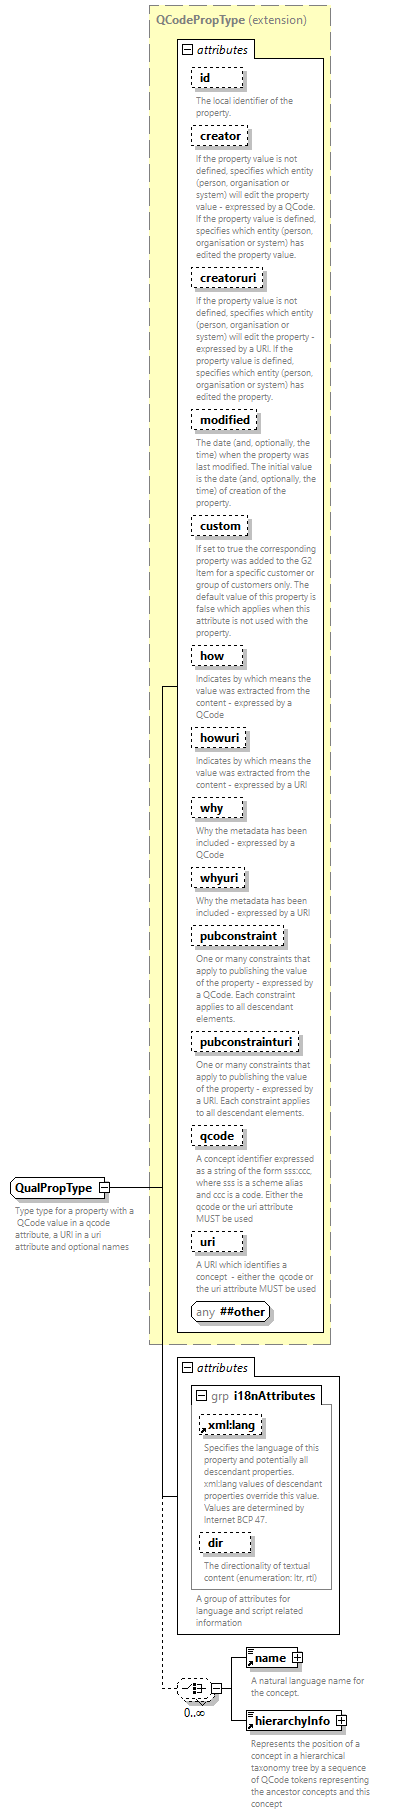 QCodePropType (extension)
attributes
id
The local identifier of the
property.
creator
If the property value is not
defined, specifies which entity
(person, organisation or
system) will edit the property
value - expressed by a QCode.
If the property value is defined,
specifies which entity (person,
organisation or system) has
edited the property value.
creatoruri
If the property value is not
defined, specifies which entity
(person, organisation or
system) will edit the property -
expressed by a URI. If the
property value is defined,
specifies which entity (person,
organisation or system) has
edited the property.
modified
The date (and, optionally, the
time) when the property was
last modified. The initial value
is the date (and, optionally, the
time) of creation of the
property.
custom
If set to true the corresponding
property was added to the G2
Item for a specific customer or
group of customers only. The
default value of this property is
false which applies when this
attribute is not used with the
property.
how
Indicates by which means the
value was extracted from the
content - expressed by a
QCode
howuri
Indicates by which means the
value was extracted from the
content - expressed by a URI
why
Why the metadata has been
included - expressed by a
QCode
whyuri
Why the metadata has been
included - expressed by a URI
pubconstraint
One or many constraints that
apply to publishing the value
of the property - expressed by
a QCode. Each constraint
applies to all descendant
elements.
pubconstrainturi
One or many constraints that
apply to publishing the value
of the property - expressed by
a URI. Each constraint applies
to all descendant elements.
qcode
A concept identifier expressed
as a string of the form sss:ccc,
where sss is a scheme alias
and ccc is a code. Either the
qcode or the uri attribute
MUST be used
uri
A URI which identifies a
concept - either the qcode or
the uri attribute MUST be used
any ##other
QualPropType
Type type for a property with a
QCode value in a qcode
attribute, a URI in a uri
attribute and optional names
attributes
grp i18nAttributes
xml:lang
Specifies the language of this
property and potentially all
descendant properties.
xml:lang values of descendant
properties override this value.
Values are determined by
Internet BCP 47.
dir
The directionality of textual
content (enumeration: ltr, rtl)
A group of attributes for
language and script related
information
0..∞
name
A natural language name for
the concept.
hierarchyInfo
Represents the position of a
concept in a hierarchical
taxonomy tree by a sequence
of QCode tokens representing
the ancestor concepts and this
concept